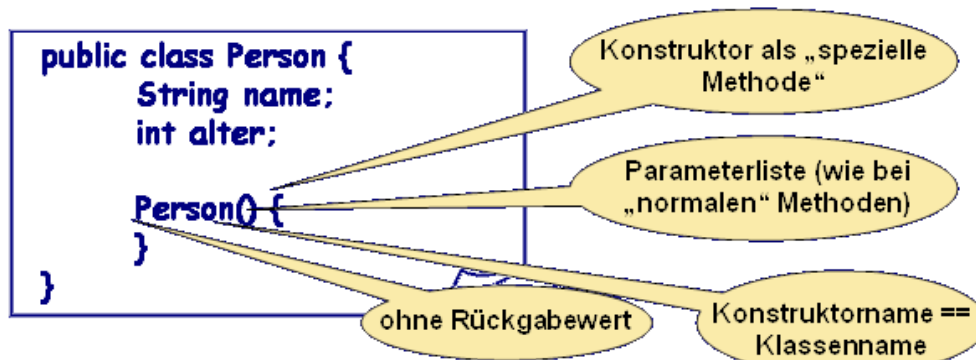 public class Person {
String name;
int alter;
Person() {
}
}
Konstruktor als „spezielle
Methode“
Parameterliste (wie bei
„normalen“ Methoden)
ohne Rückgabewert
Konstruktorname ==
Klassenname